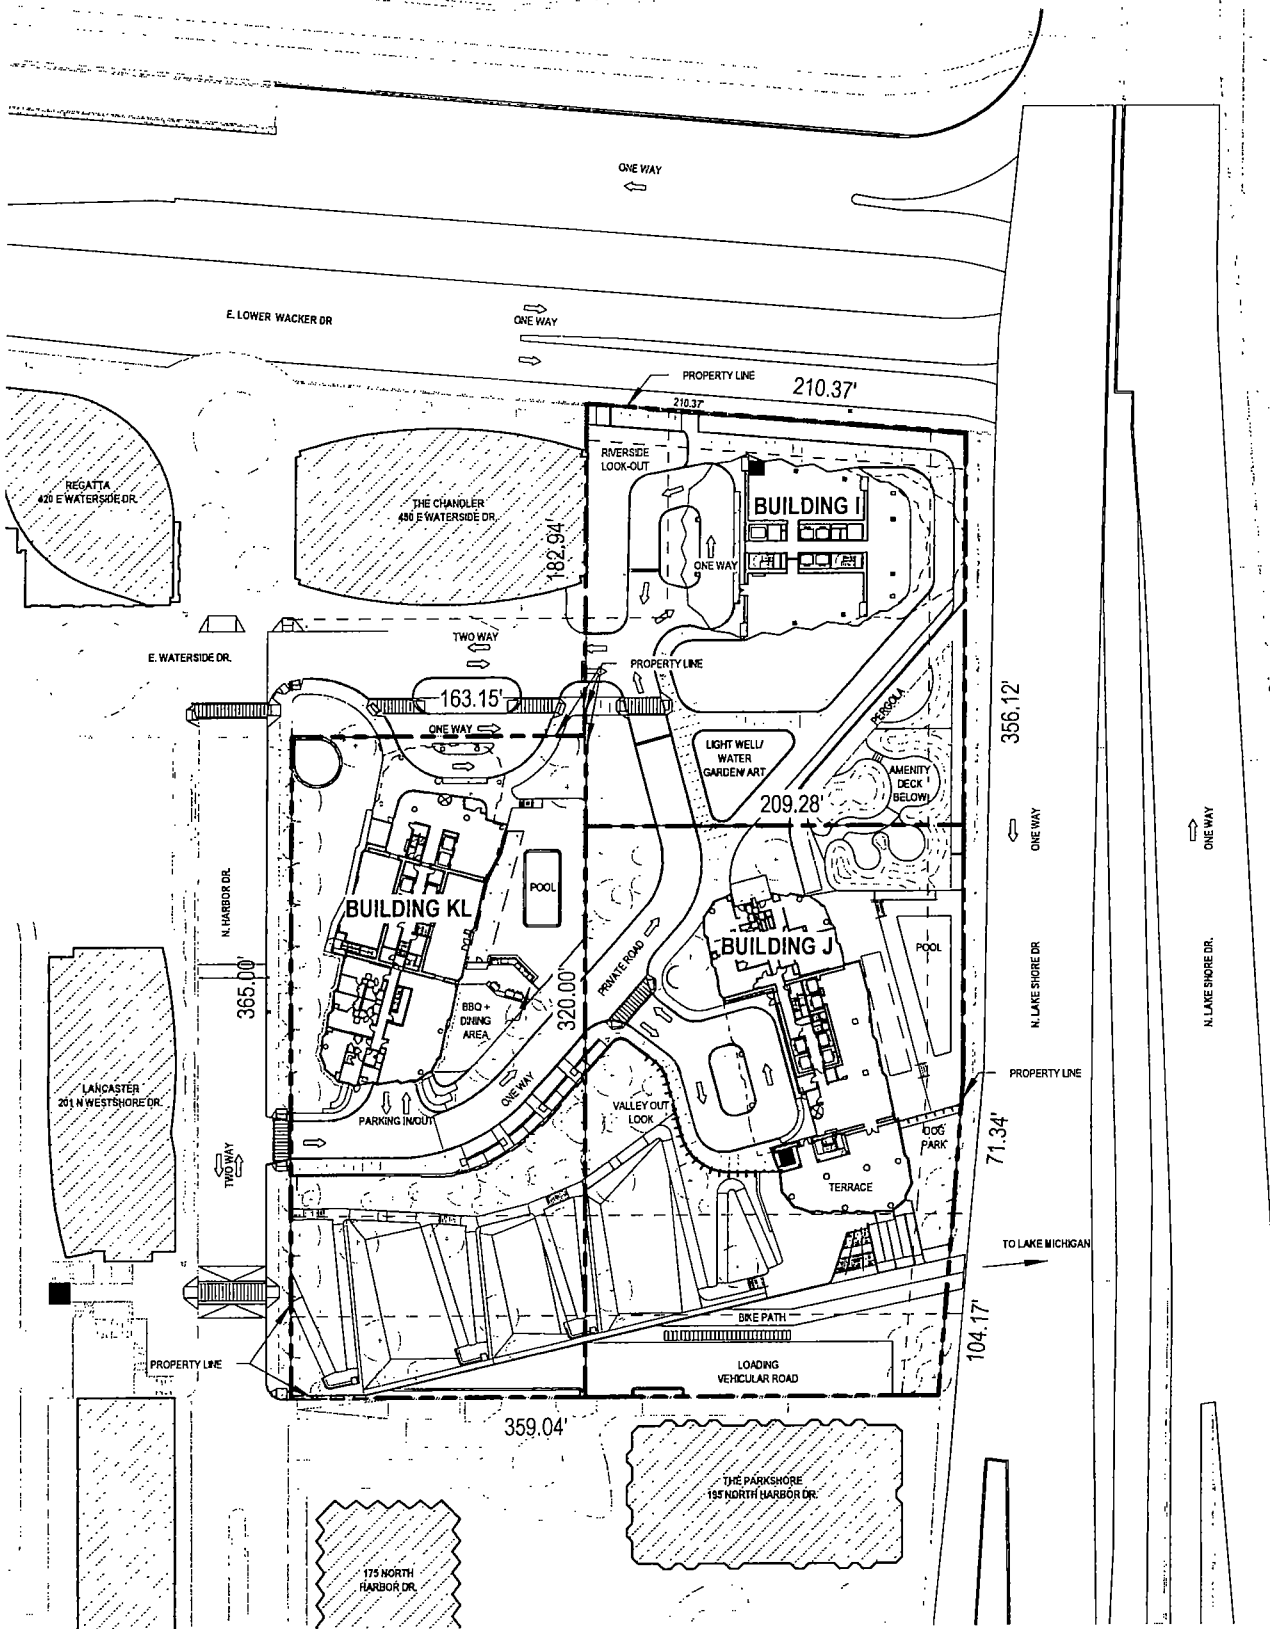 ONE WAY
E. LOWER WACKER DR
ONE WAY
PROPERTY LINE
210.37'
210.37'
RIVERSIDE
LOOK-OUT
REGATTA
420 E WATERSIDE DR.
THE CHANDLER
450 E WATERSIDE DR.
BUILDING I
182.94'
ONE WAY
TWO WAY
E. WATERSIDE DR.
PROPERTY LINE
163.15'
ONE WAY
PERGOLA
356.12'
LIGHT WELL/
WATER
GARDEN/ART
AMENITY
DECK
BELOW
209.28'
ONE WAY
ONE WAY
N. HARBOR DR.
POOL
BUILDING KL
BUILDING J
POOL
PRIVATE ROAD
365.00'
320.00'
N. LAKE SHORE DR
N. LAKE SHORE DR.
BBQ +
DINING
AREA
ONE WAY
PROPERTY LINE
LANCASTER
201 N WESTSHORE DR.
PARKING IN/OUT
VALLEY OUT
LOOK
DOG
PARK
71.34'
TWO WAY
TERRACE
TO LAKE MICHIGAN
BIKE PATH
104.17'
PROPERTY LINE
LOADING
VEHICULAR ROAD
359.04'
THE PARKSHORE
195 NORTH HARBOR DR.
175 NORTH
HARBOR DR.